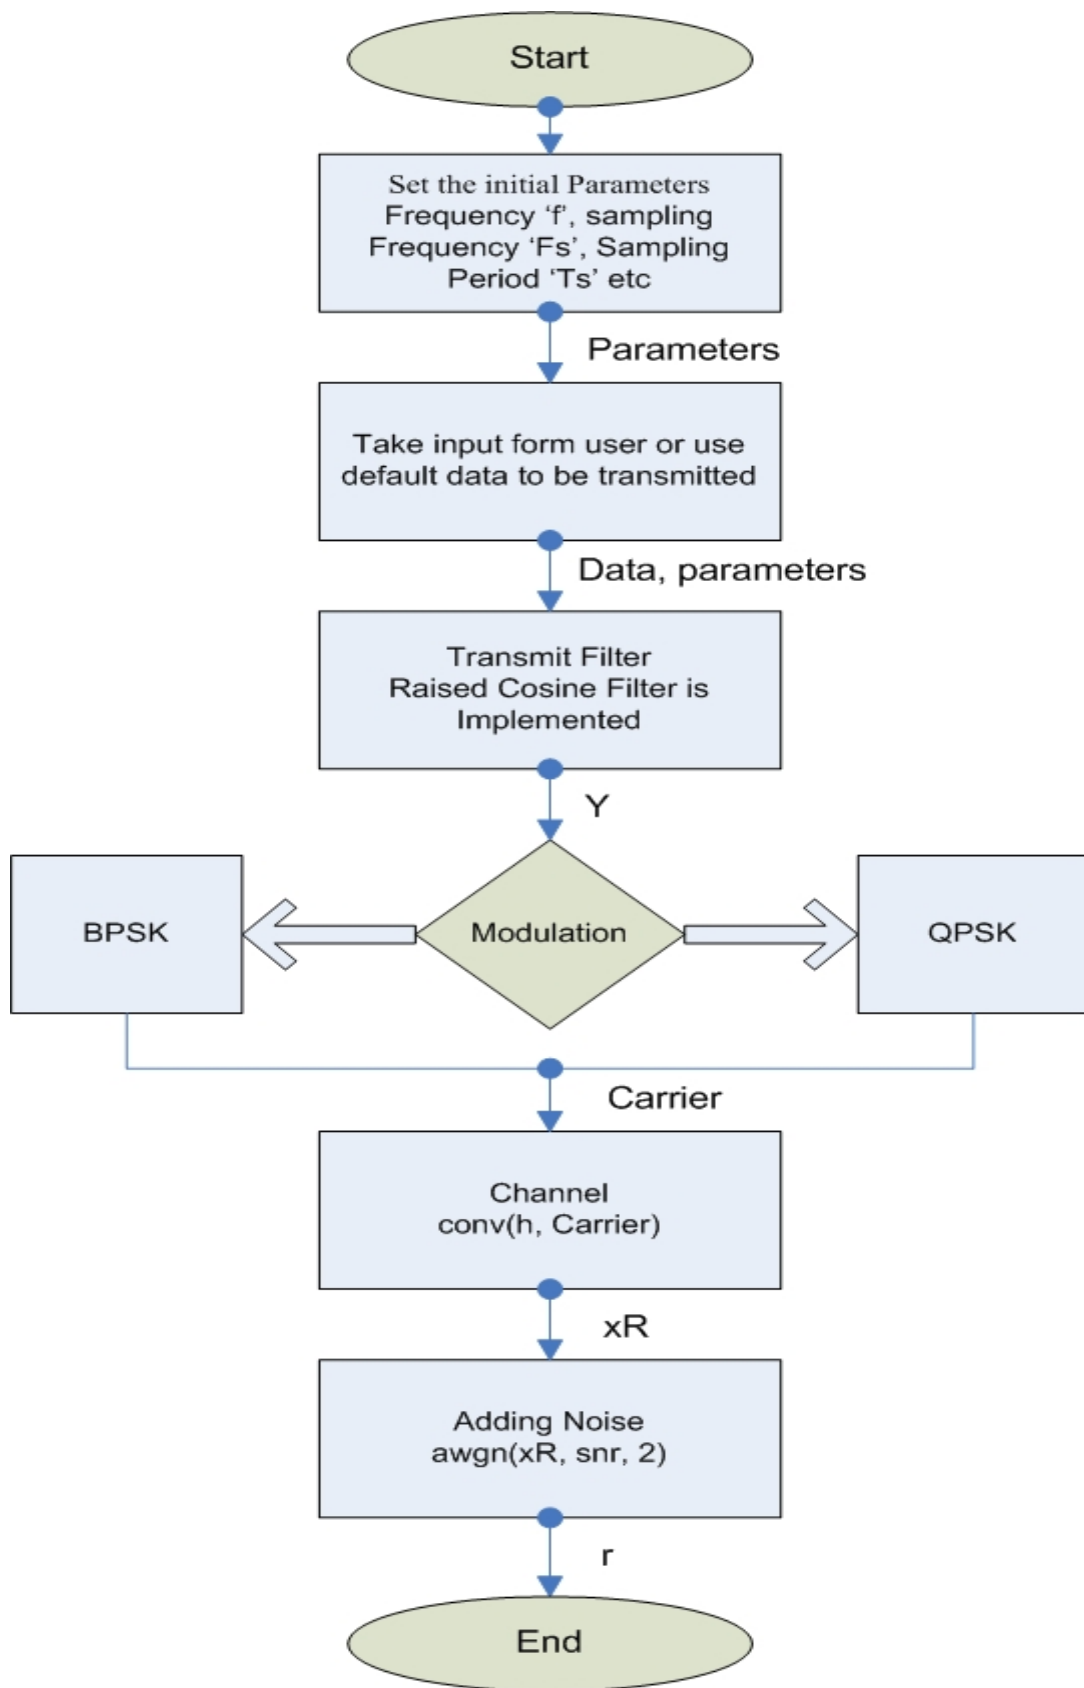 Start
Set the initial Parameters
Frequency ‘f’, sampling
Frequency ‘Fs’, Sampling
Period ‘Ts’ etc
Parameters
Take input form user or use
default data to be transmitted
Data, parameters
Transmit Filter
Raised Cosine Filter is
Implemented
Y
BPSK
Modulation
QPSK
Carrier
Channel
conv(h, Carrier)
xR
Adding Noise
awgn(xR, snr, 2)
r
End